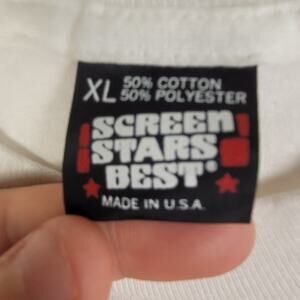 XL 50% COTTON
50% POLYESTER
SCREEN
STARS
BEST®
MADE IN U.S.A.